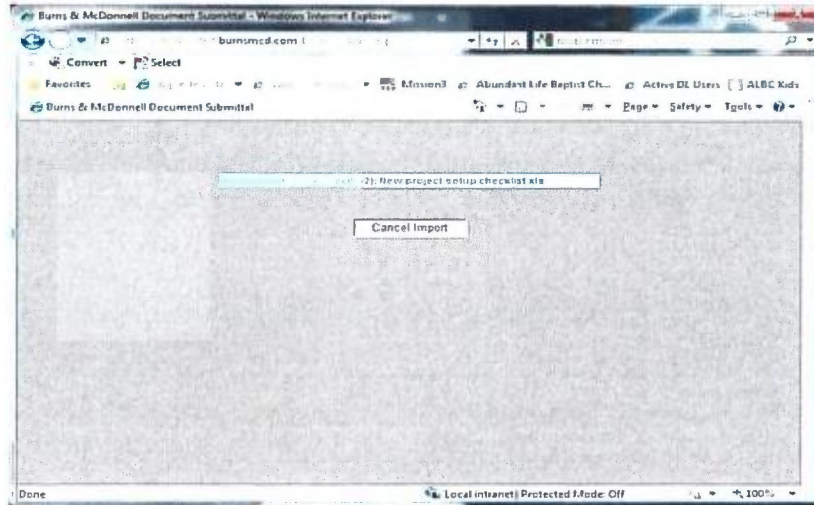 Burns & McDonnell Document Submittal - Windows Internet Explorer
burnsmcd.com
Convert Select
Favorites Mission3 Abundant Life Baptist Ch... Active DL Users ALBC Kids
Burns & McDonnell Document Submittal Page Safety Tools
New project setup checklist.xls
Cancel Import
Done Local intranet | Protected Mode: Off 100%